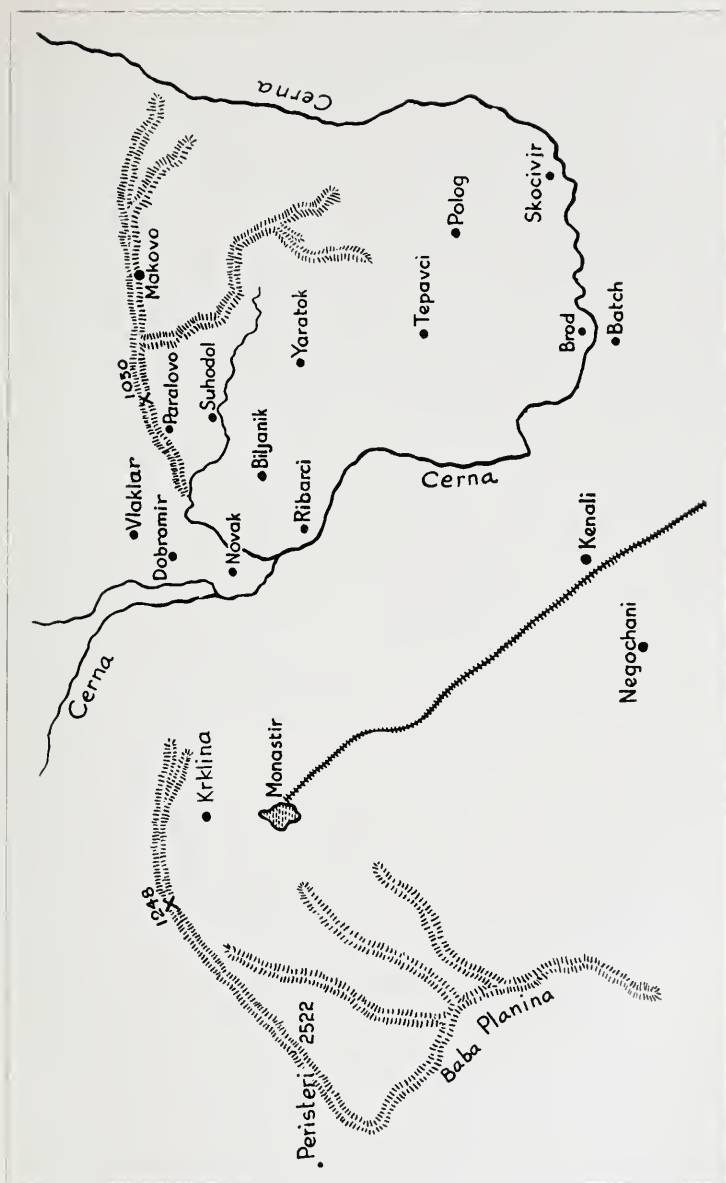 Cerna
Vlaklar
1050
Makovo
1248
Dobromir
Paralovo
Krklina
Suhodol
Novak
Biljanik
Monastir
Ribarci
Yaratok
Cerna
Peristeri 2522
Tepavci
Polog
Cerna
Baba Planina
Skocivjr
Brod
Kenali
Batch
Negochani